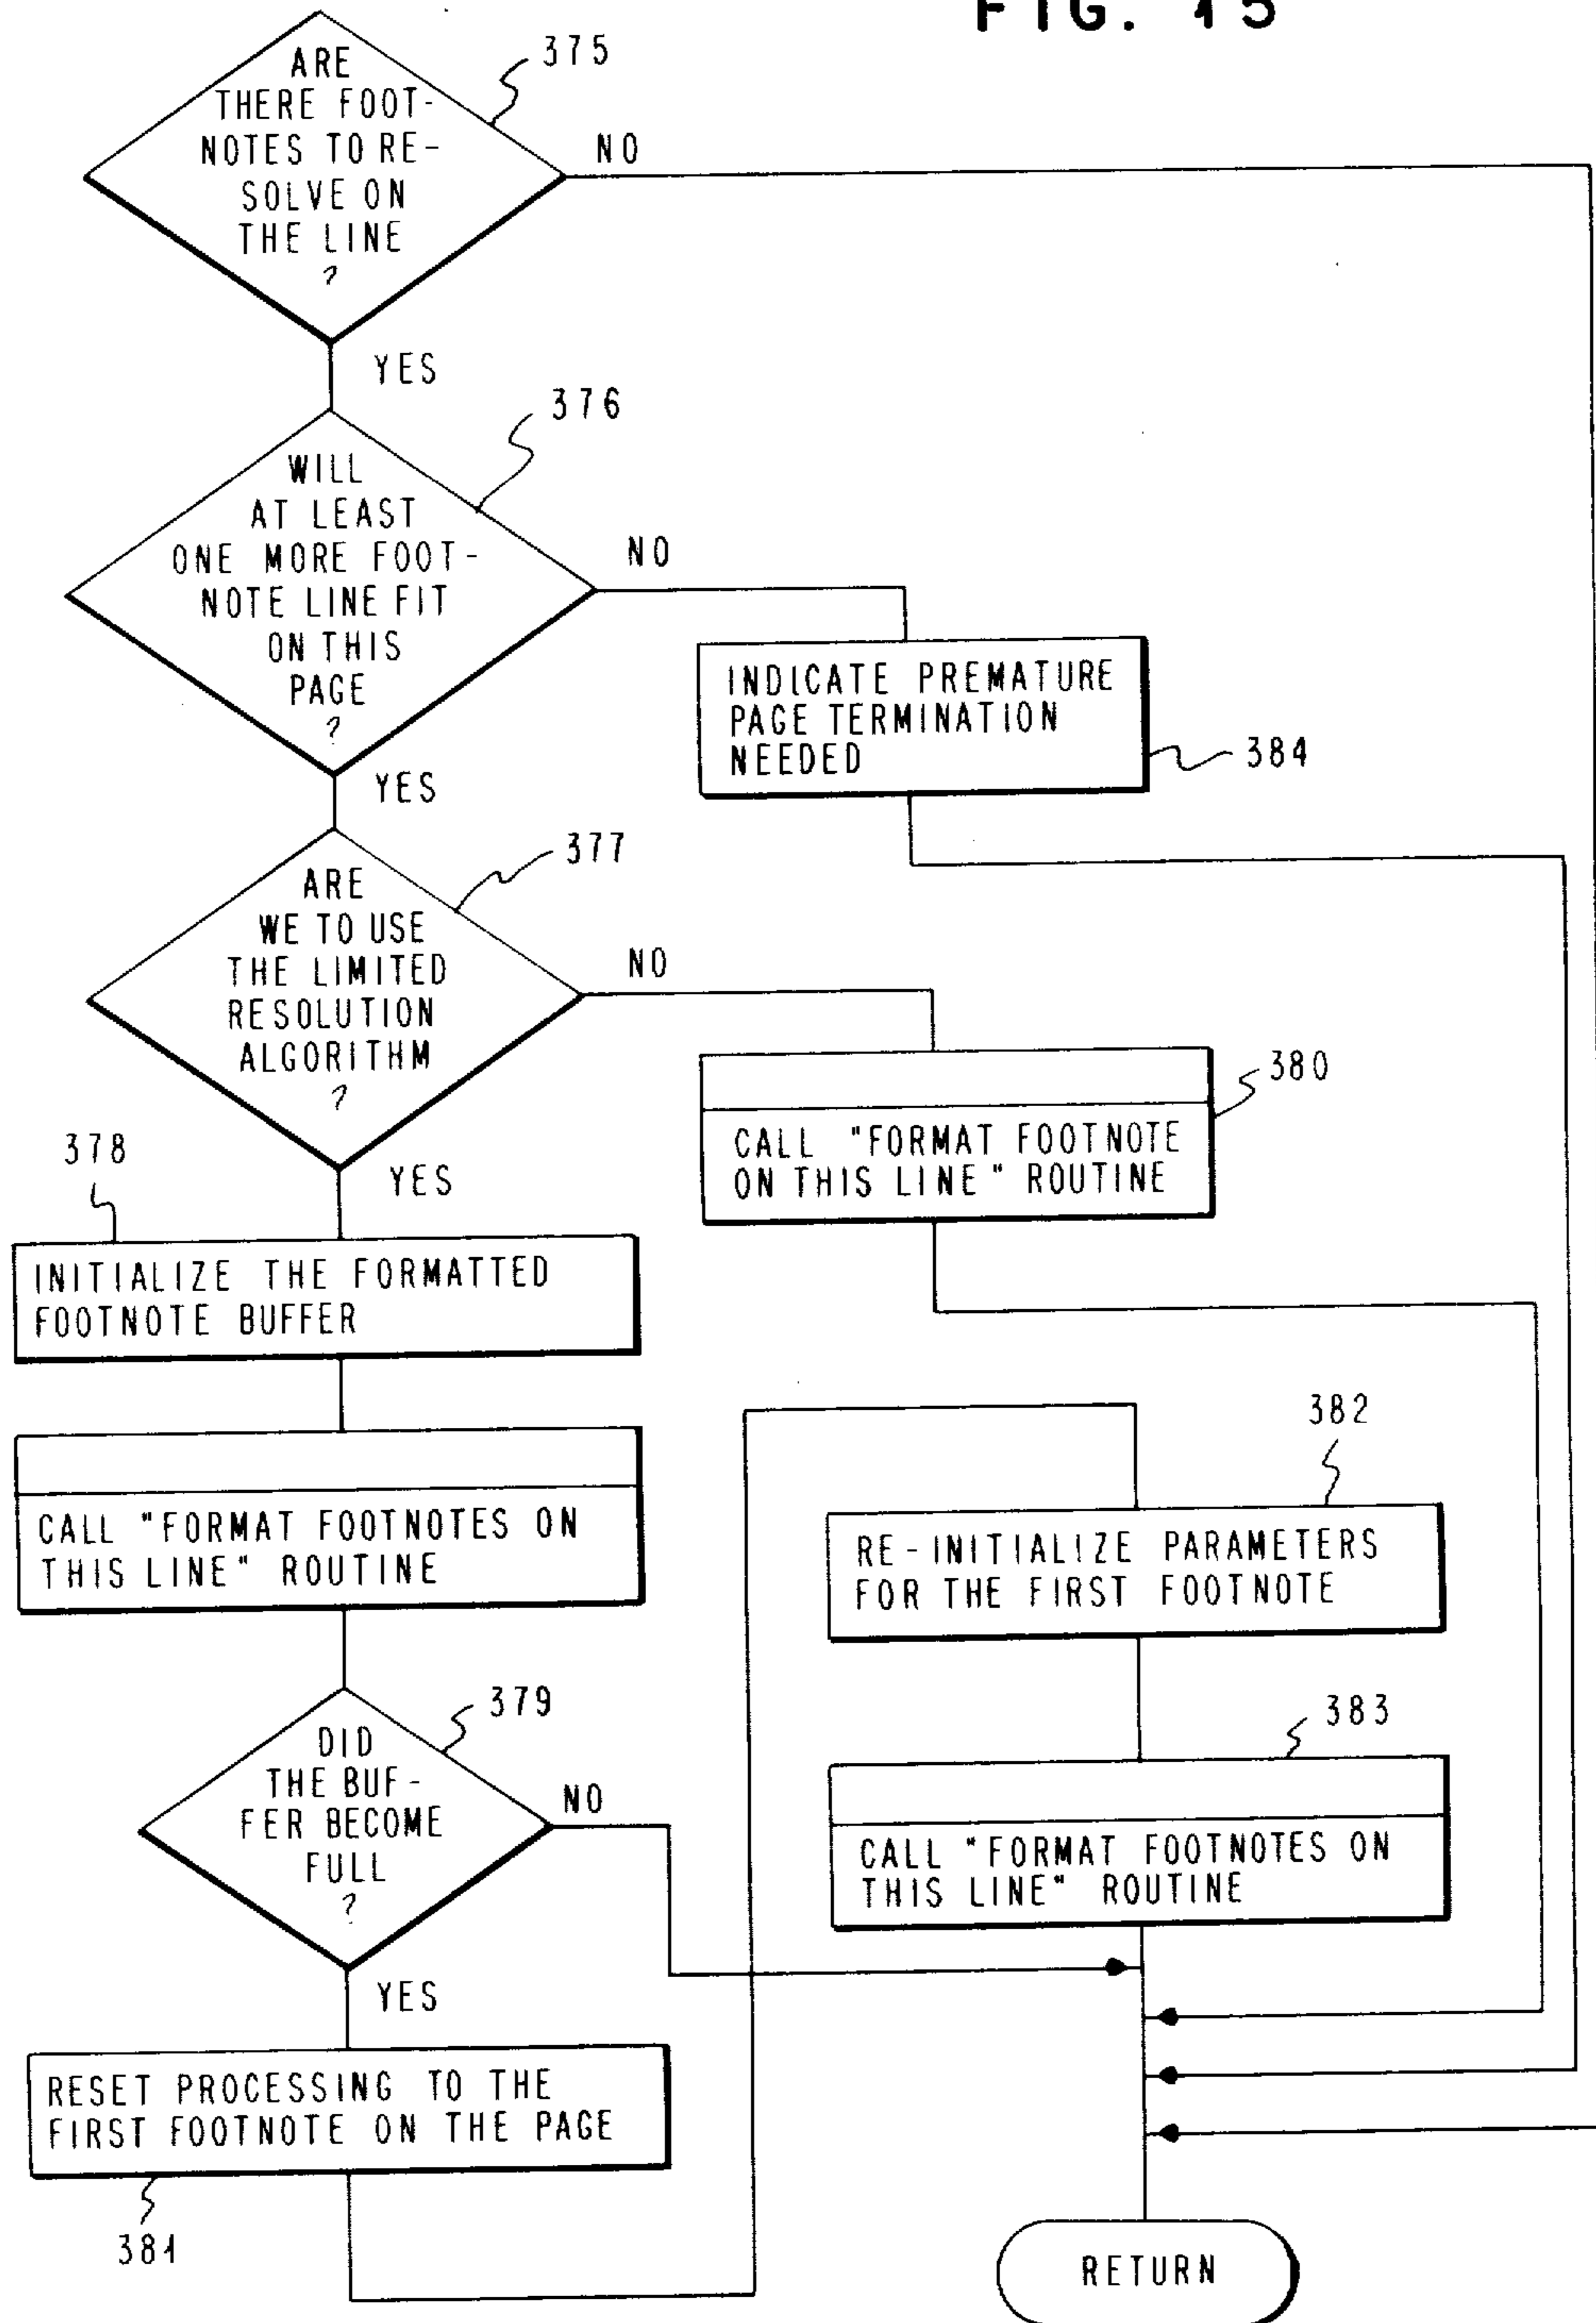 FIG. 15
ARE
THERE FOOT-
NOTES TO RE-
SOLVE ON
THE LINE
?
375
NO
YES
376
WILL
AT LEAST
ONE MORE FOOT-
NOTE LINE FIT
ON THIS
PAGE
?
NO
INDICATE PREMATURE
PAGE TERMINATION
NEEDED
384
YES
377
ARE
WE TO USE
THE LIMITED
RESOLUTION
ALGORITHM
?
NO
380
CALL "FORMAT FOOTNOTE
ON THIS LINE" ROUTINE
YES
378
INITIALIZE THE FORMATTED
FOOTNOTE BUFFER
CALL "FORMAT FOOTNOTES ON
THIS LINE" ROUTINE
379
DID
THE BUF-
FER BECOME
FULL
?
NO
YES
RESET PROCESSING TO THE
FIRST FOOTNOTE ON THE PAGE
381
382
RE-INITIALIZE PARAMETERS
FOR THE FIRST FOOTNOTE
383
CALL "FORMAT FOOTNOTES ON
THIS LINE" ROUTINE
RETURN